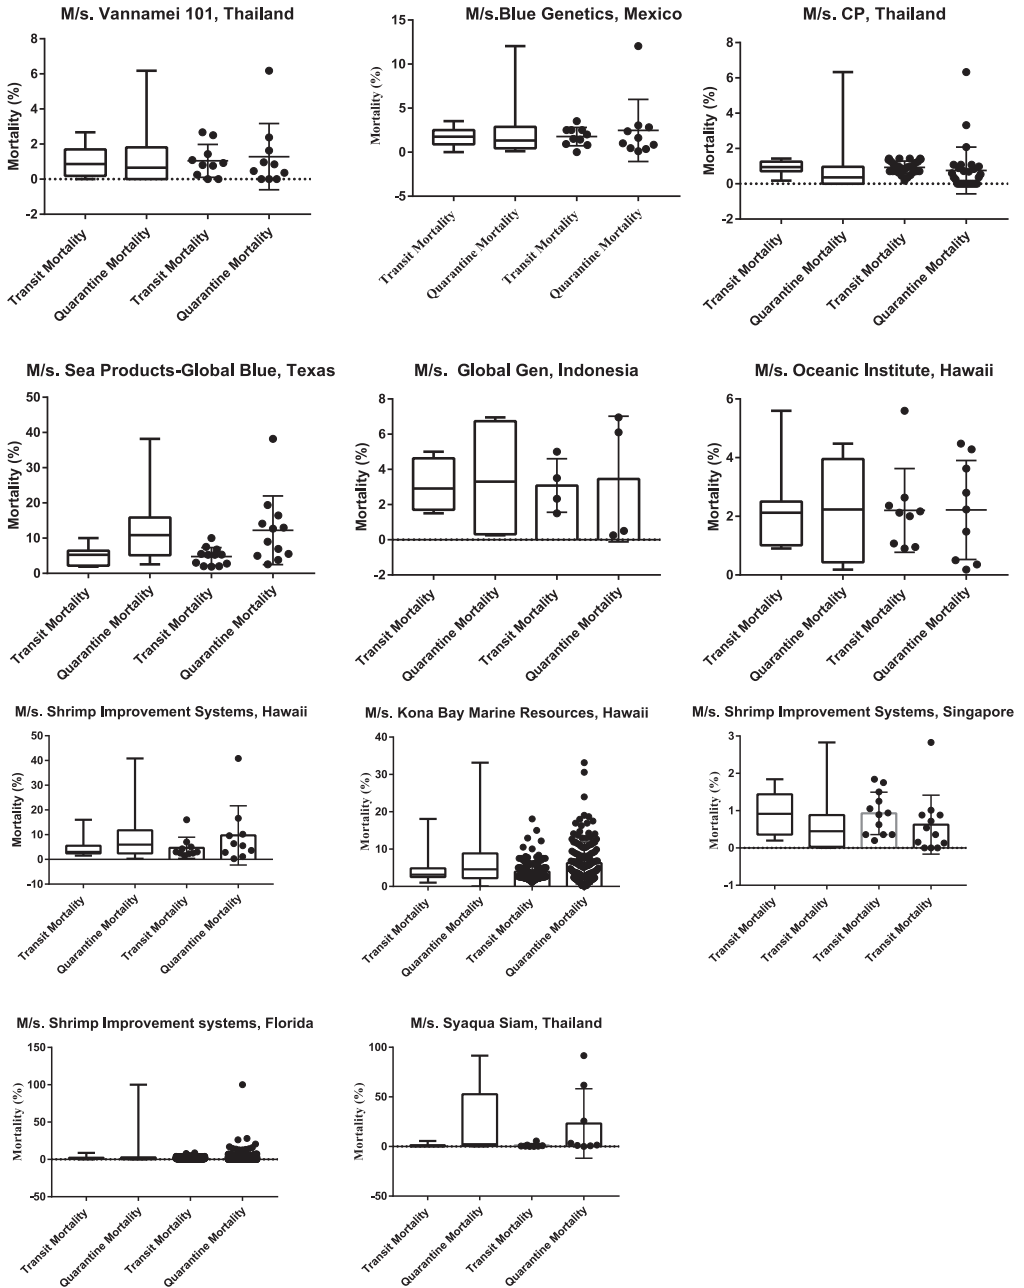 M/s. Vannamei 101, Thailand
Mortality (%)
8
6
4
2
0
-2
Transit Mortality
Quarantine Mortality
Transit Mortality
Quarantine Mortality
M/s.Blue Genetics, Mexico
Mortality (%)
15
10
5
0
-5
Transit Mortality
Quarantine Mortality
Transit Mortality
Quarantine Mortality
M/s. CP, Thailand
Mortality (%)
8
6
4
2
0
-2
Transit Mortality
Quarantine Mortality
Transit Mortality
Quarantine Mortality
M/s. Sea Products-Global Blue, Texas
Mortality (%)
50
40
30
20
10
0
Transit Mortality
Quarantine Mortality
Transit Mortality
Quarantine Mortality
M/s. Global Gen, Indonesia
Mortality (%)
8
6
4
2
0
-2
Transit Mortality
Quarantine Mortality
Transit Mortality
Quarantine Mortality
M/s. Oceanic Institute, Hawaii
Mortality (%)
6
4
2
0
Transit Mortality
Quarantine Mortality
Transit Mortality
Quarantine Mortality
M/s. Shrimp Improvement Systems, Hawaii
Mortality (%)
50
40
30
20
10
0
-10
Transit Mortality
Quarantine Mortality
Transit Mortality
Quarantine Mortality
M/s. Kona Bay Marine Resources, Hawaii
Mortality (%)
40
30
20
10
0
Transit Mortality
Quarantine Mortality
Transit Mortality
Quarantine Mortality
M/s. Shrimp Improvement Systems, Singapore
Mortality (%)
3
2
1
0
-1
Transit Mortality
Transit Mortality
Transit Mortality
Transit Mortality
M/s. Shrimp Improvement systems, Florida
Mortality (%)
150
100
50
0
-50
Transit Mortality
Quarantine Mortality
Transit Mortality
Quarantine Mortality
M/s. Syaqua Siam, Thailand
Mortality (%)
100
50
0
-50
Transit Mortality
Quarantine Mortality
Transit Mortality
Quarantine Mortality